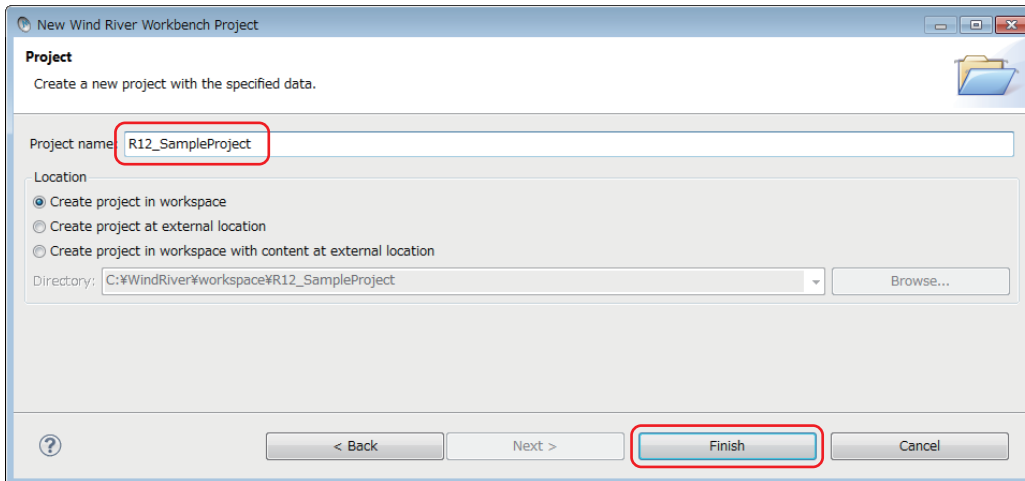 New Wind River Workbench Project
Project
Create a new project with the specified data.
Project name: R12_SampleProject
Location
Create project in workspace
Create project at external location
Create project in workspace with content at external location
Directory: C:¥WindRiver¥workspace¥R12_SampleProject Browse...
? < Back Next > Finish Cancel